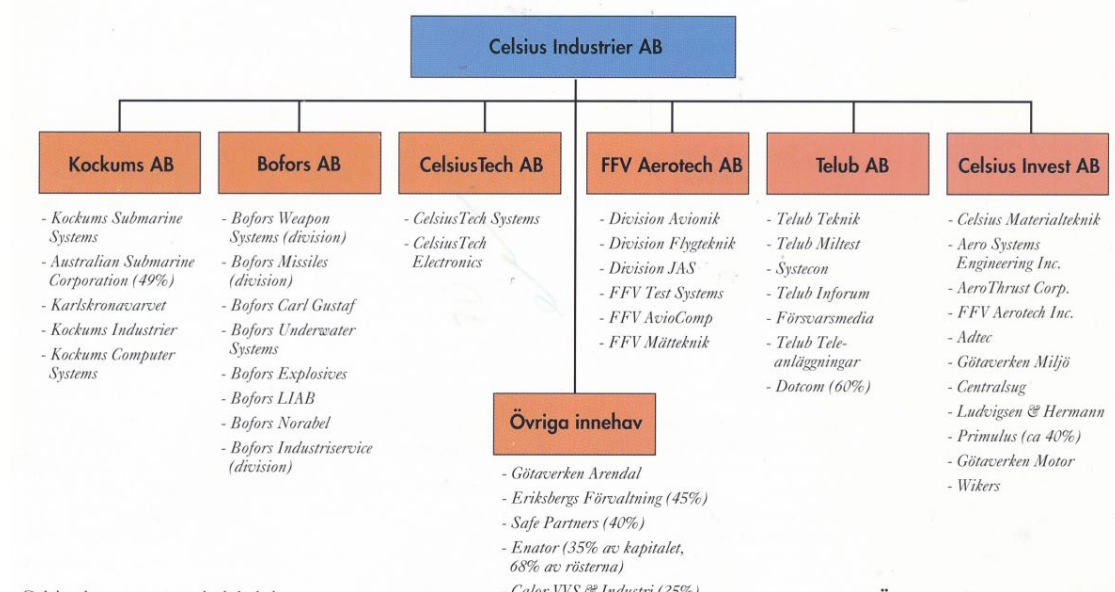 Celsius Industrier AB
Kockums AB
- Kockums Submarine
Systems
- Australian Submarine
Corporation (49%)
- Karlskronavarvet
- Kockums Industrier
- Kockums Computer
Systems
Bofors AB
- Bofors Weapon
Systems (division)
- Bofors Missiles
(division)
- Bofors Carl Gustaf
- Bofors Underwater
Systems
- Bofors Explosives
- Bofors LIAB
- Bofors Norabel
- Bofors Industriservice
(division)
CelsiusTech AB
- CelsiusTech Systems
- CelsiusTech
Electronics
FFV Aerotech AB
- Division Avionik
- Division Flygteknik
- Division JAS
- FFV Test Systems
- FFV AvioComp
- FFV Mätteknik
Telub AB
- Telub Teknik
- Telub Miltest
- Systecon
- Telub Inforum
- Försvarsmedia
- Telub Tele-
anläggningar
- Dotcom (60%)
Celsius Invest AB
- Celsius Materialteknik
- Aero Systems
Engineering Inc.
- AeroThrust Corp.
- FFV Aerotech Inc.
- Adtec
- Götaverken Miljö
- Centralsug
- Ludvigsen & Hermann
- Primulus (ca 40%)
- Götaverken Motor
- Wikers
Övriga innehav
- Götaverken Arendal
- Eriksbergs Förvaltning (45%)
- Safe Partners (40%)
- Enator (35% av kapitalet,
68% av rösterna)
- Calor VVS & Industri (25%)